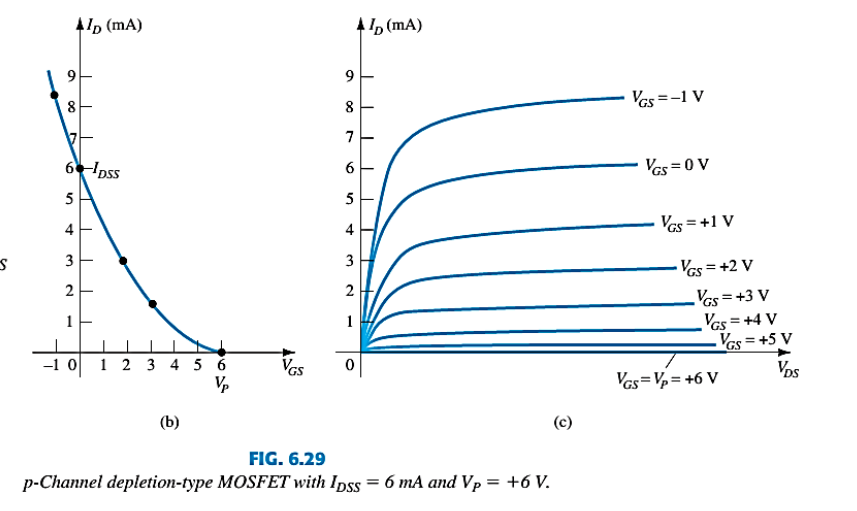 I_D (mA)
9
8
7
6
I_DSS
5
4
3
2
1
–1 0 1 2 3 4 5 6
V_P
V_GS
(b)
I_D (mA)
9
8
7
6
5
4
3
2
1
0
V_GS = –1 V
V_GS = 0 V
V_GS = +1 V
V_GS = +2 V
V_GS = +3 V
V_GS = +4 V
V_GS = +5 V
V_GS = V_P = +6 V
V_DS
(c)
S
FIG. 6.29
p-Channel depletion-type MOSFET with I_DSS = 6 mA and V_P = +6 V.